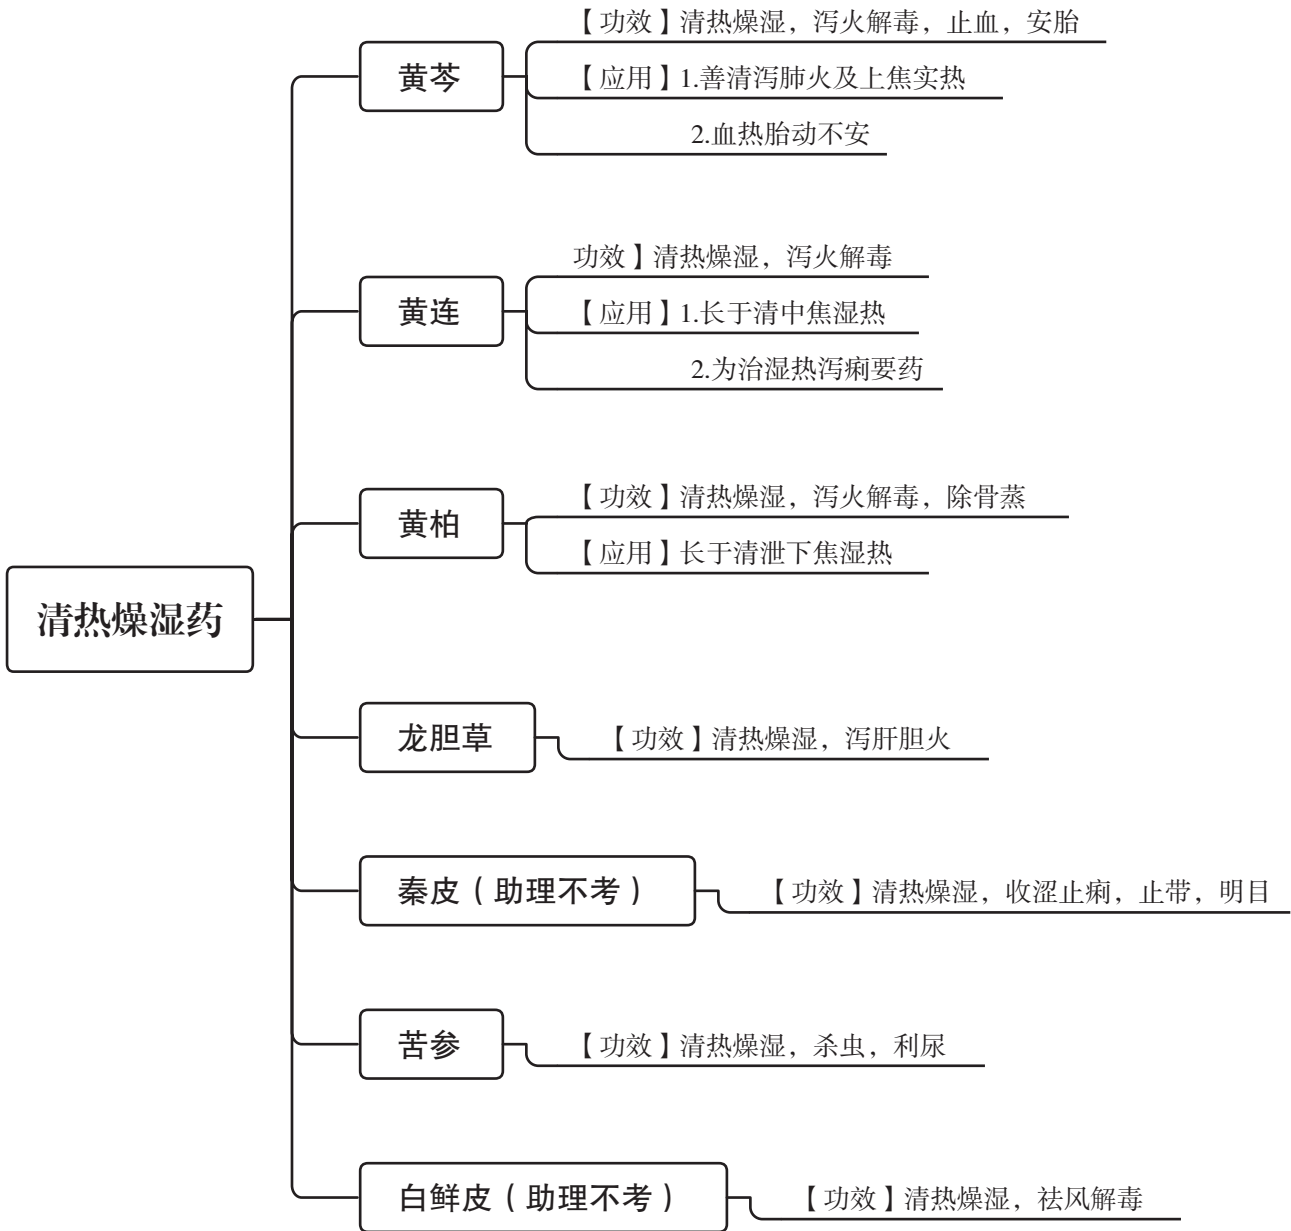 清热燥湿药
黄芩
【功效】清热燥湿，泻火解毒，止血，安胎
【应用】1.善清泻肺火及上焦实热
2.血热胎动不安
黄连
功效】清热燥湿，泻火解毒
【应用】1.长于清中焦湿热
2.为治湿热泻痢要药
黄柏
【功效】清热燥湿，泻火解毒，除骨蒸
【应用】长于清泄下焦湿热
龙胆草
【功效】清热燥湿，泻肝胆火
秦皮（助理不考）
【功效】清热燥湿，收涩止痢，止带，明目
苦参
【功效】清热燥湿，杀虫，利尿
白鲜皮（助理不考）
【功效】清热燥湿，祛风解毒